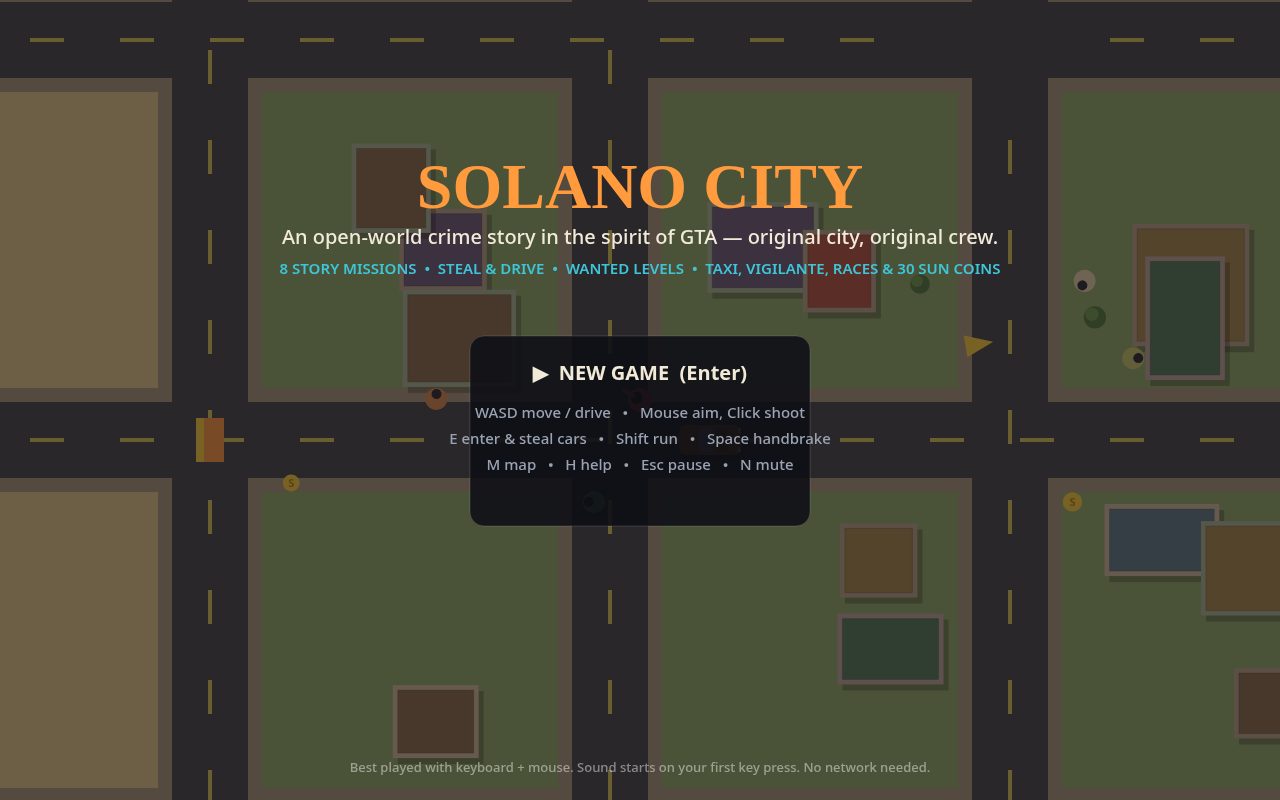 SOLANO CITY
An open-world crime story in the spirit of GTA — original city, original crew.
8 STORY MISSIONS • STEAL & DRIVE • WANTED LEVELS • TAXI, VIGILANTE, RACES & 30 SUN COINS
▶ NEW GAME (Enter)
WASD move / drive • Mouse aim, Click shoot
E enter & steal cars • Shift run • Space handbrake
M map • H help • Esc pause • N mute
S
S
Best played with keyboard + mouse. Sound starts on your first key press. No network needed.